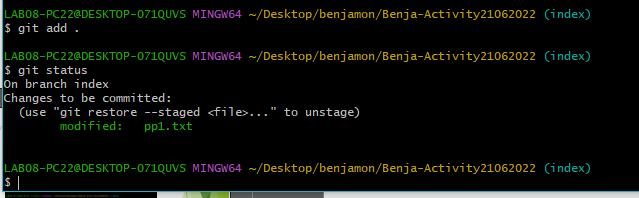 LAB08-PC22@DESKTOP-071QUVS MINGW64 ~/Desktop/benjamon/Benja-Activity21062022 (index)
$ git add .
LAB08-PC22@DESKTOP-071QUVS MINGW64 ~/Desktop/benjamon/Benja-Activity21062022 (index)
$ git status
On branch index
Changes to be committed:
  (use "git restore --staged <file>..." to unstage)
        modified:   pp1.txt
LAB08-PC22@DESKTOP-071QUVS MINGW64 ~/Desktop/benjamon/Benja-Activity21062022 (index)
$